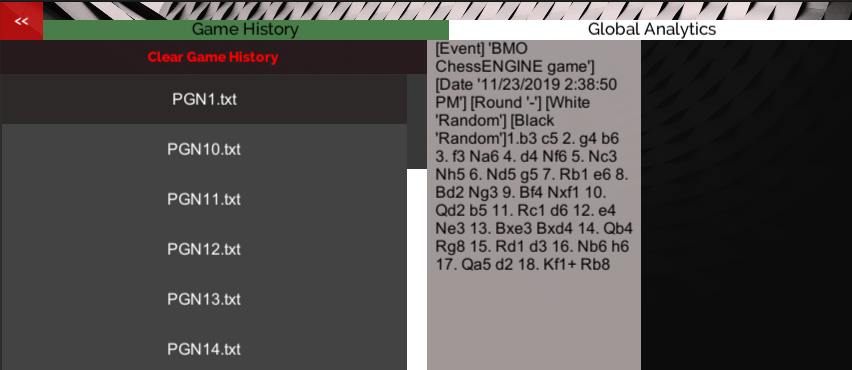 <<
Game History
Global Analytics
Clear Game History
PGN1.txt
PGN10.txt
PGN11.txt
PGN12.txt
PGN13.txt
PGN14.txt
[Event] 'BMO
ChessENGINE game']
[Date '11/23/2019 2:38:50
PM'] [Round '-'] [White
'Random'] [Black
'Random']1.b3 c5 2. g4 b6
3. f3 Na6 4. d4 Nf6 5. Nc3
Nh5 6. Nd5 g5 7. Rb1 e6 8.
Bd2 Ng3 9. Bf4 Nxf1 10.
Qd2 b5 11. Rc1 d6 12. e4
Ne3 13. Bxe3 Bxd4 14. Qb4
Rg8 15. Rd1 d3 16. Nb6 h6
17. Qa5 d2 18. Kf1+ Rb8